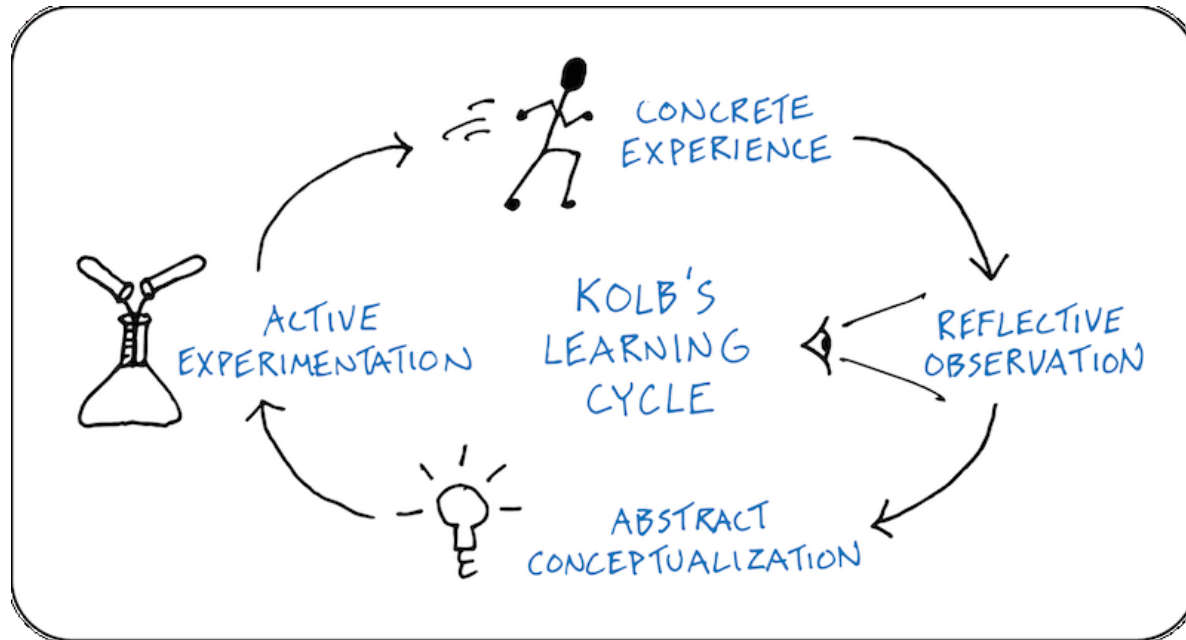 CONCRETE
EXPERIENCE
KOLB'S
LEARNING
CYCLE
REFLECTIVE
OBSERVATION
ACTIVE
EXPERIMENTATION
ABSTRACT
CONCEPTUALIZATION